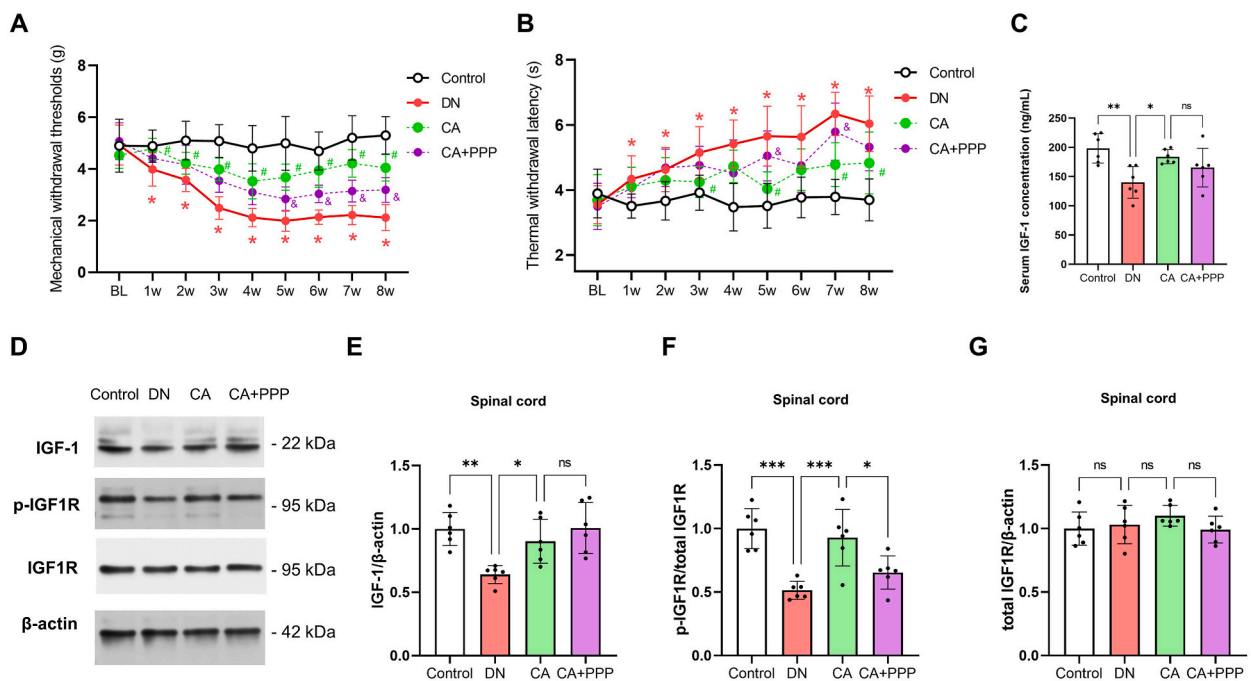 A
Mechanical withdrawal thresholds (g)
8
6
4
2
0
BL 1w 2w 3w 4w 5w 6w 7w 8w
Control
DN
CA
CA+PPP
# # # # # # # #
& & & &
* * * * * * * *
B
Thermal withdrawal latency (s)
8
6
4
2
BL 1w 2w 3w 4w 5w 6w 7w 8w
Control
DN
CA
CA+PPP
* * * * * * * *
& &
# # # #
C
Serum IGF-1 concentration (ng/mL)
250
200
150
100
50
0
** * ns
Control DN CA CA+PPP
D
Control DN CA CA+PPP
IGF-1 - 22 kDa
p-IGF1R - 95 kDa
IGF1R - 95 kDa
β-actin - 42 kDa
E
Spinal cord
IGF-1/β-actin
1.5
1.0
0.5
0.0
** * ns
Control DN CA CA+PPP
F
Spinal cord
p-IGF1R/total IGF1R
1.5
1.0
0.5
0.0
*** *** *
Control DN CA CA+PPP
G
Spinal cord
total IGF1R/β-actin
1.5
1.0
0.5
0.0
ns ns ns
Control DN CA CA+PPP